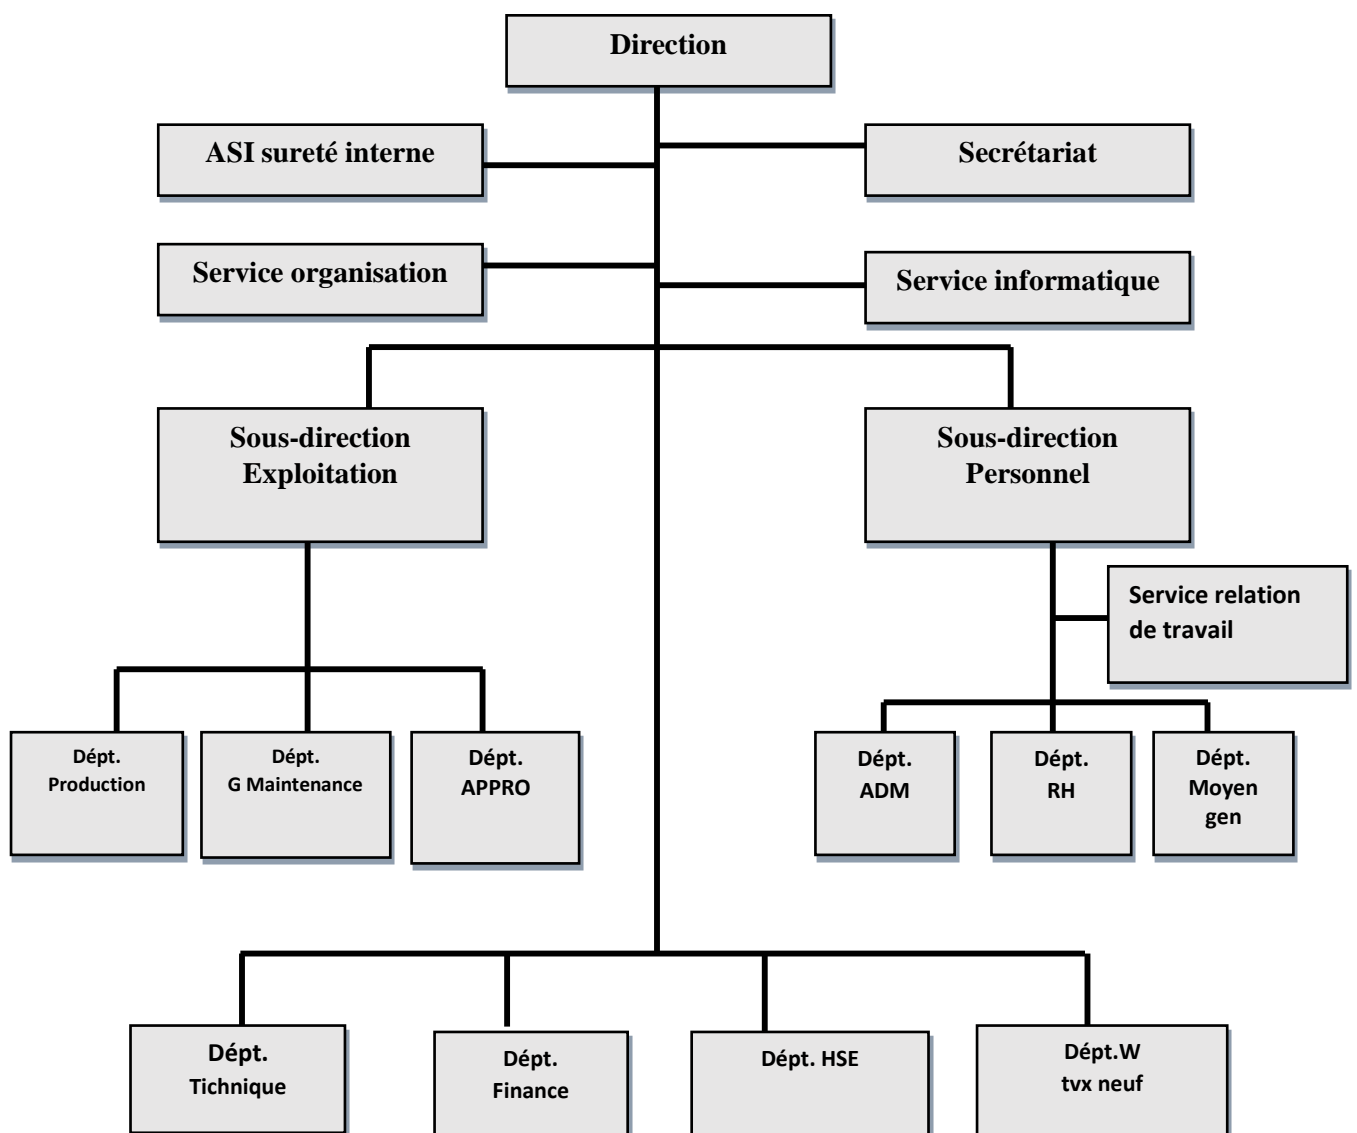 Direction
ASI sureté interne
Secrétariat
Service organisation
Service informatique
Sous-direction
Exploitation
Sous-direction
Personnel
Service relation
de travail
Dépt.
Production
Dépt.
G Maintenance
Dépt.
APPRO
Dépt.
ADM
Dépt.
RH
Dépt.
Moyen
gen
Dépt.
Tichnique
Dépt.
Finance
Dépt. HSE
Dépt.W
tvx neuf